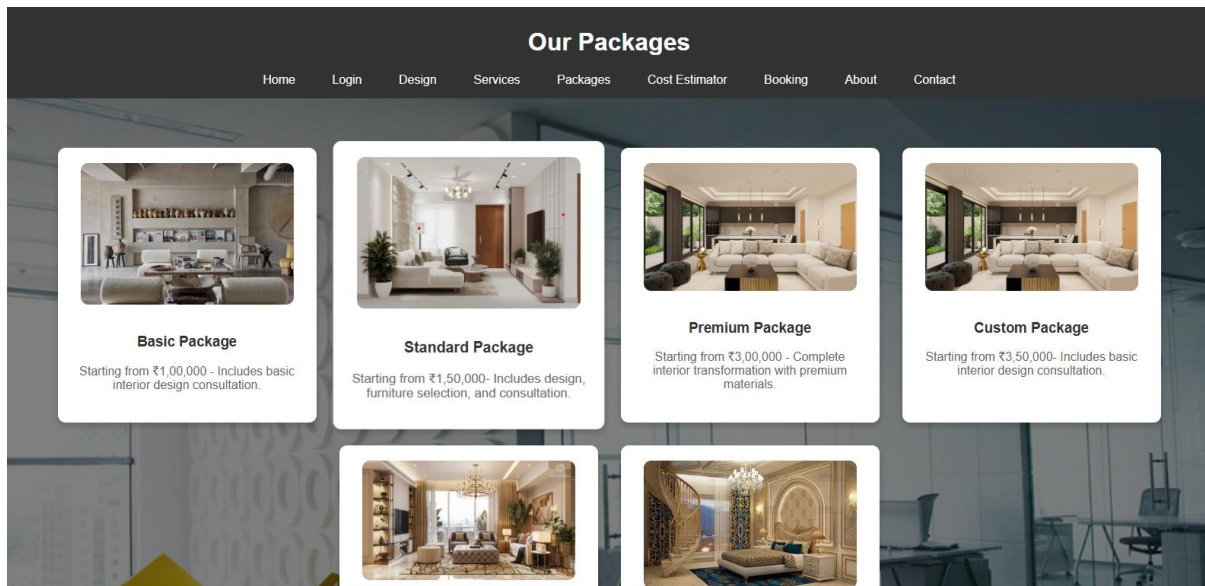 Our Packages
Home Login Design Services Packages Cost Estimator Booking About Contact
Basic Package
Starting from ₹1,00,000 - Includes basic
interior design consultation.
Standard Package
Starting from ₹1,50,000- Includes design,
furniture selection, and consultation.
Premium Package
Starting from ₹3,00,000 - Complete
interior transformation with premium
materials.
Custom Package
Starting from ₹3,50,000- Includes basic
interior design consultation.